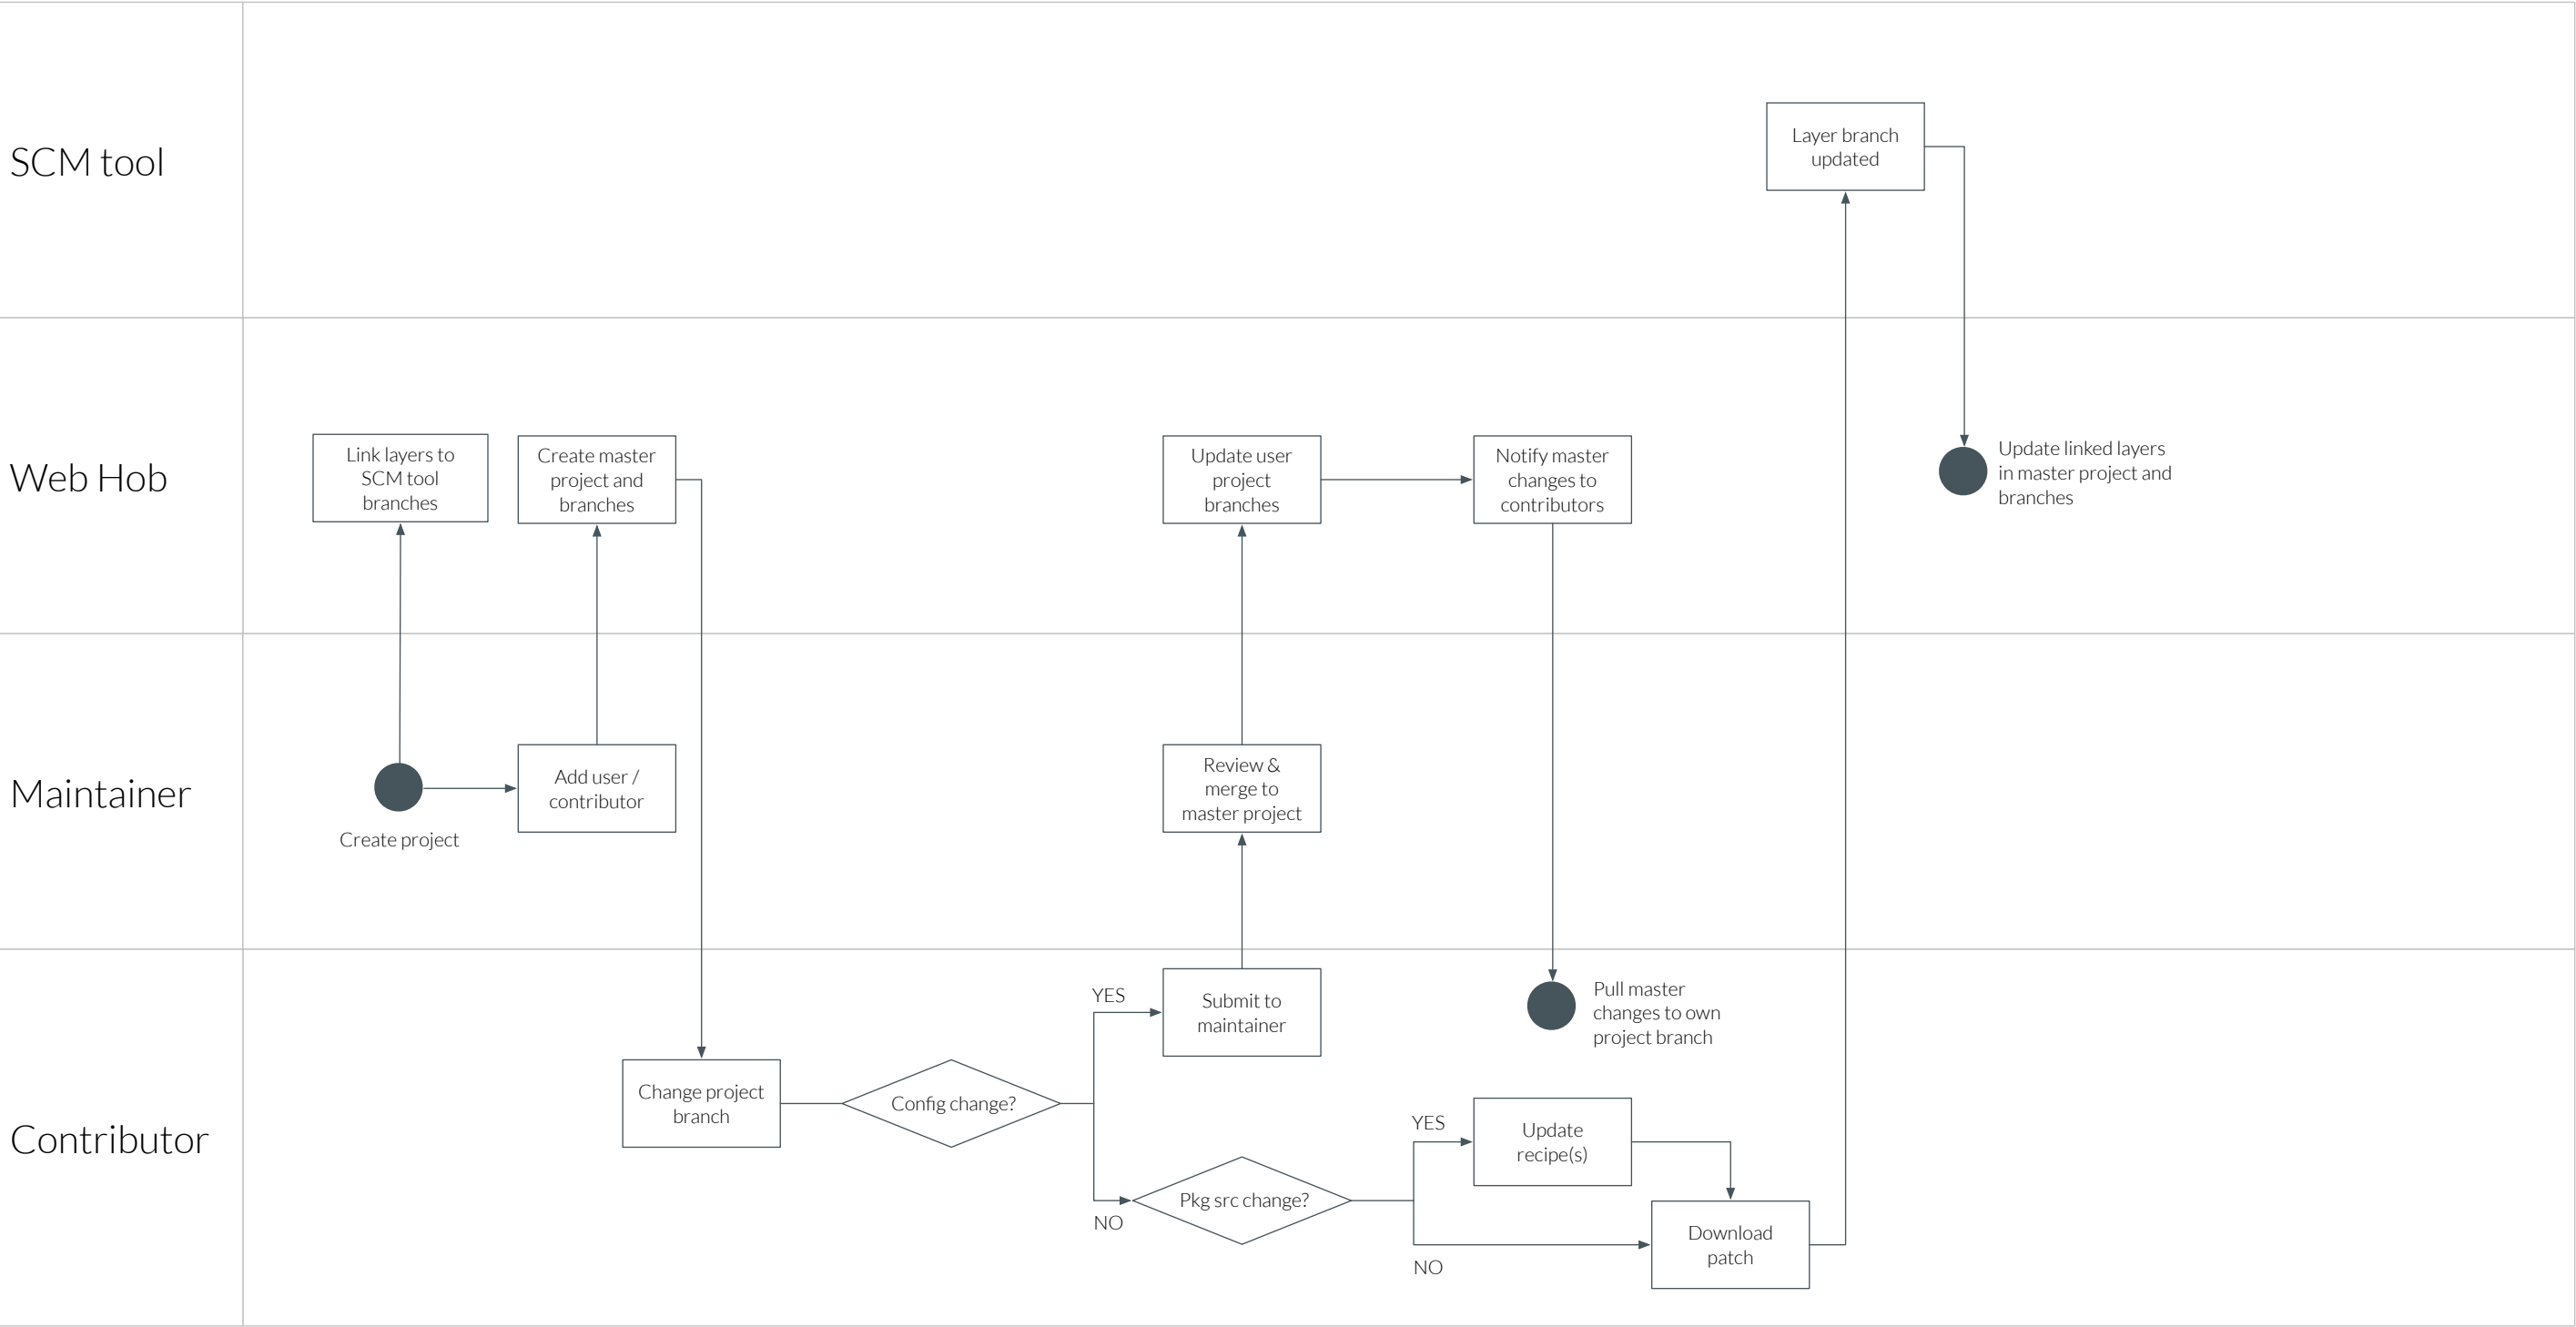 SCM tool
Layer branch
updated
Web Hob
Link layers to
SCM tool
branches
Create master
project and
branches
Update user
project
branches
Notify master
changes to
contributors
Update linked layers
in master project and
branches
Maintainer
Create project
Add user /
contributor
Review &
merge to
master project
Contributor
Change project
branch
Config change?
YES
NO
Submit to
maintainer
Pull master
changes to own
project branch
Pkg src change?
YES
NO
Update
recipe(s)
Download
patch